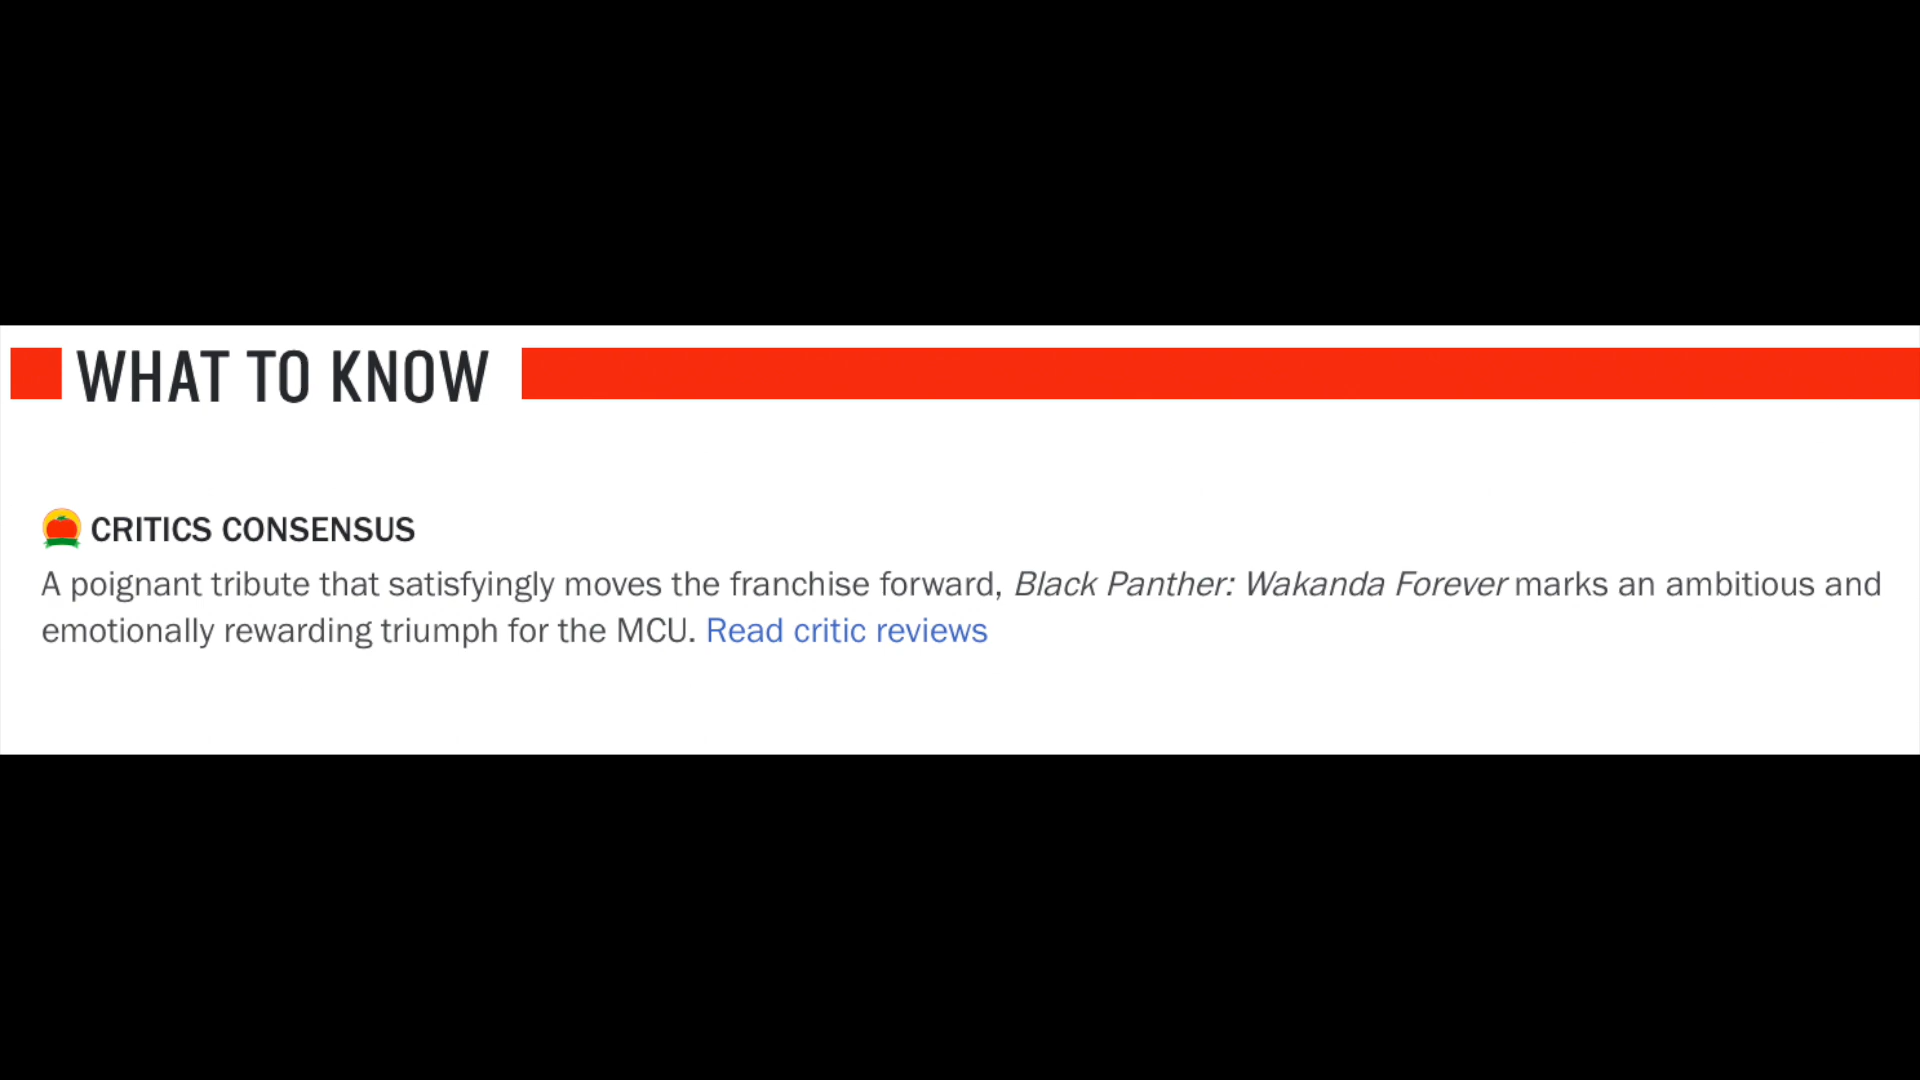 WHAT TO KNOW
CRITICS CONSENSUS
A poignant tribute that satisfyingly moves the franchise forward, Black Panther: Wakanda Forever marks an ambitious and
emotionally rewarding triumph for the MCU. Read critic reviews